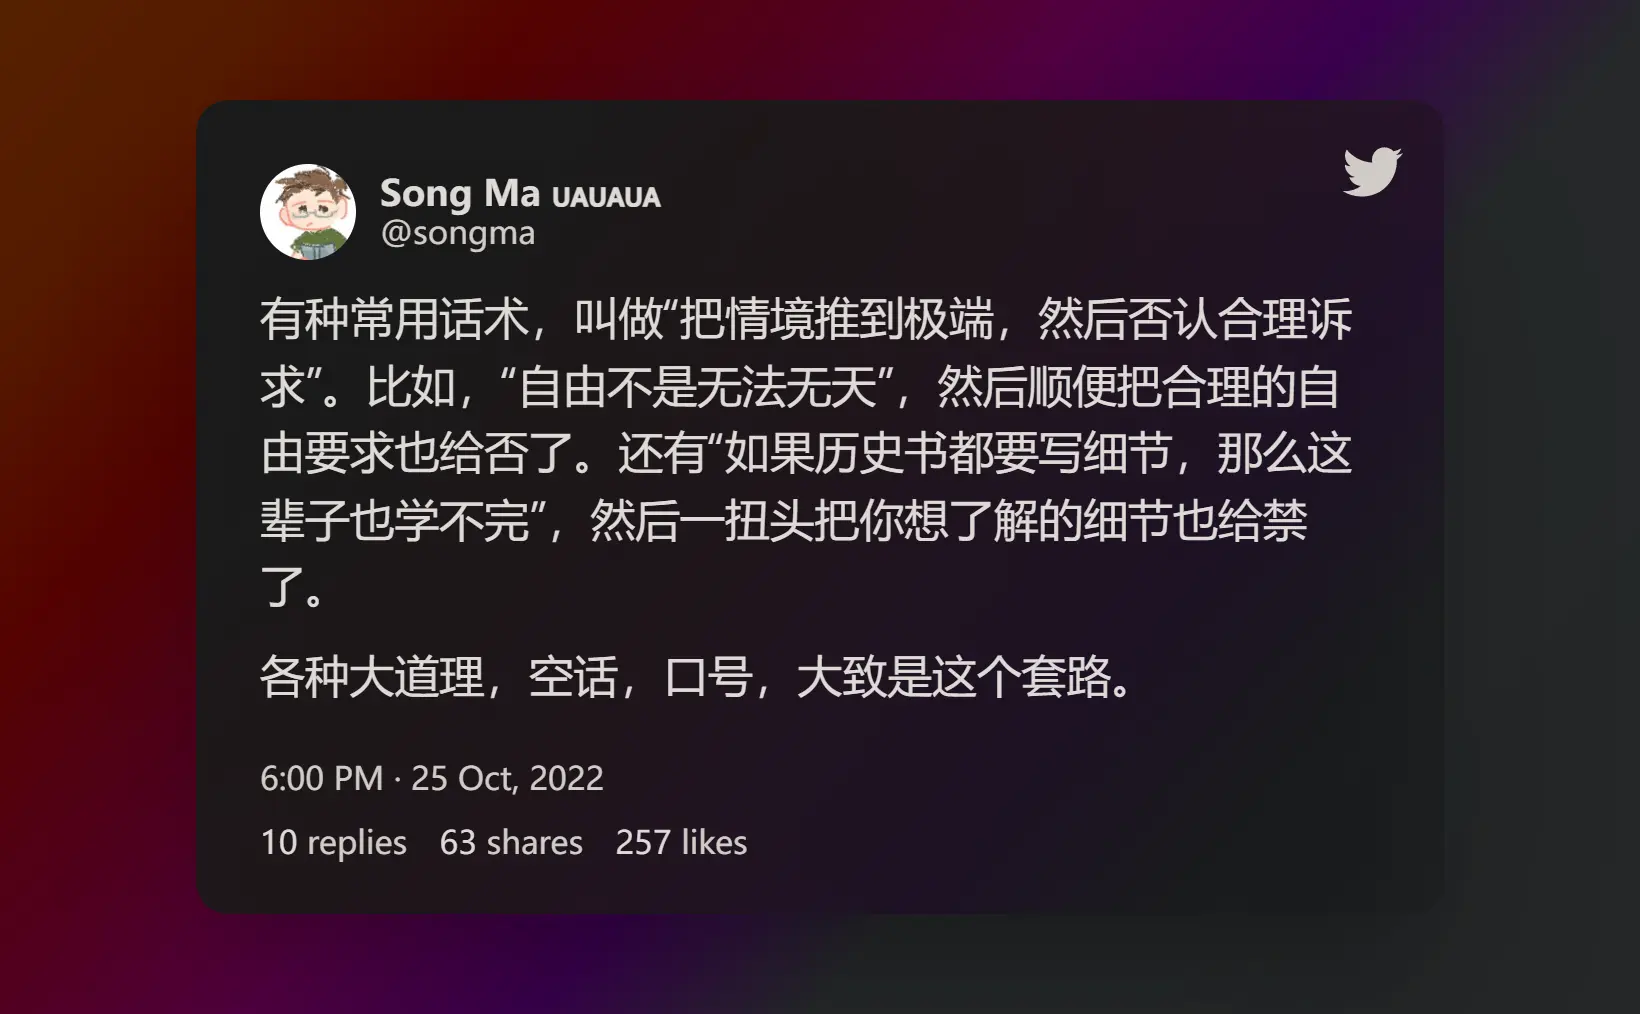 Song Ma UAUAUA
@songma
有种常用话术，叫做“把情境推到极端，然后否认合理诉
求”。比如，“自由不是无法无天”，然后顺便把合理的自
由要求也给否了。还有“如果历史书都要写细节，那么这
辈子也学不完”，然后一扭头把你想了解的细节也给禁
了。
各种大道理，空话，口号，大致是这个套路。
6:00 PM · 25 Oct, 2022
10 replies 63 shares 257 likes